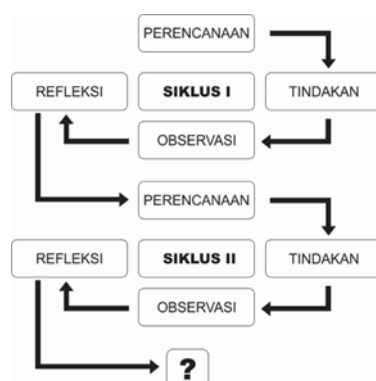 PERENCANAAN
REFLEKSI
SIKLUS I
TINDAKAN
OBSERVASI
PERENCANAAN
REFLEKSI
SIKLUS II
TINDAKAN
OBSERVASI
?